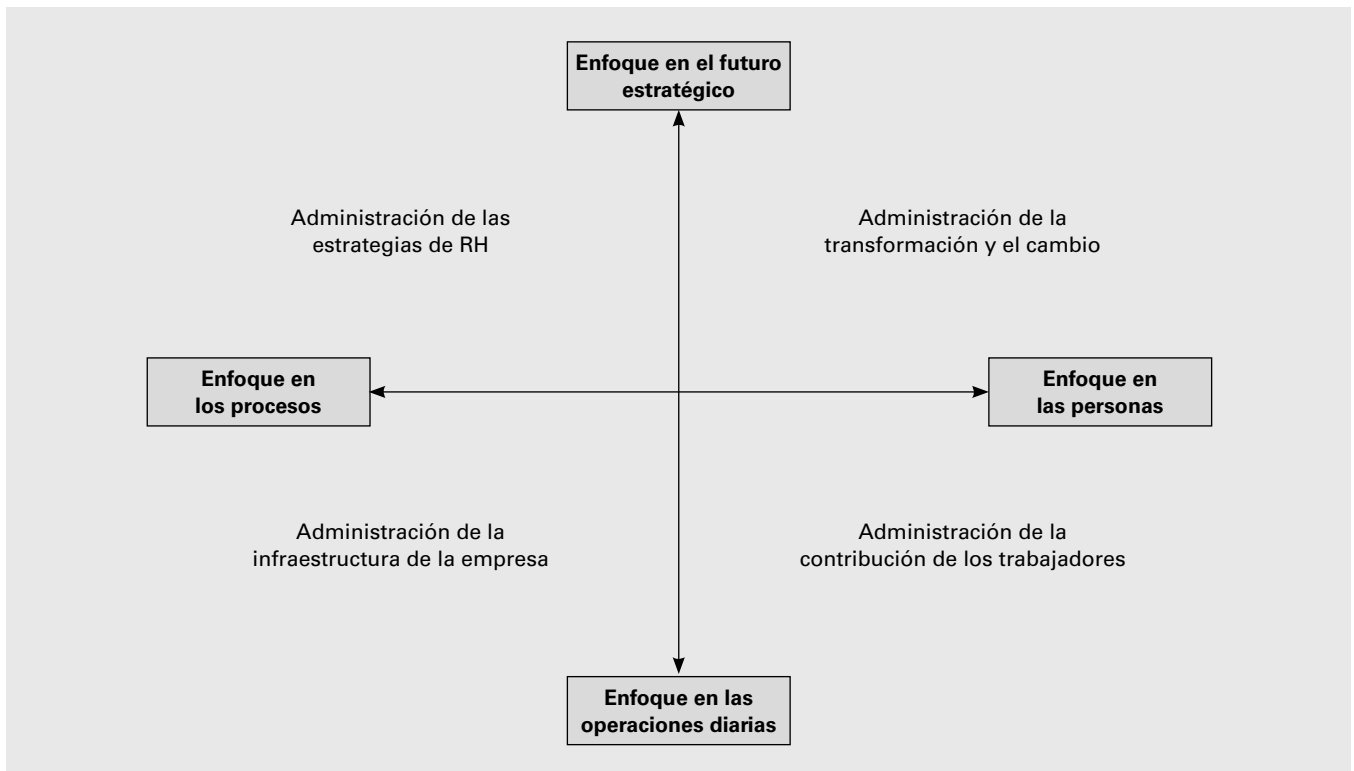 Enfoque en el futuro
estratégico
Administración de las
estrategias de RH
Administración de la
transformación y el cambio
Enfoque en
los procesos
Enfoque en
las personas
Administración de la
infraestructura de la empresa
Administración de la
contribución de los trabajadores
Enfoque en las
operaciones diarias